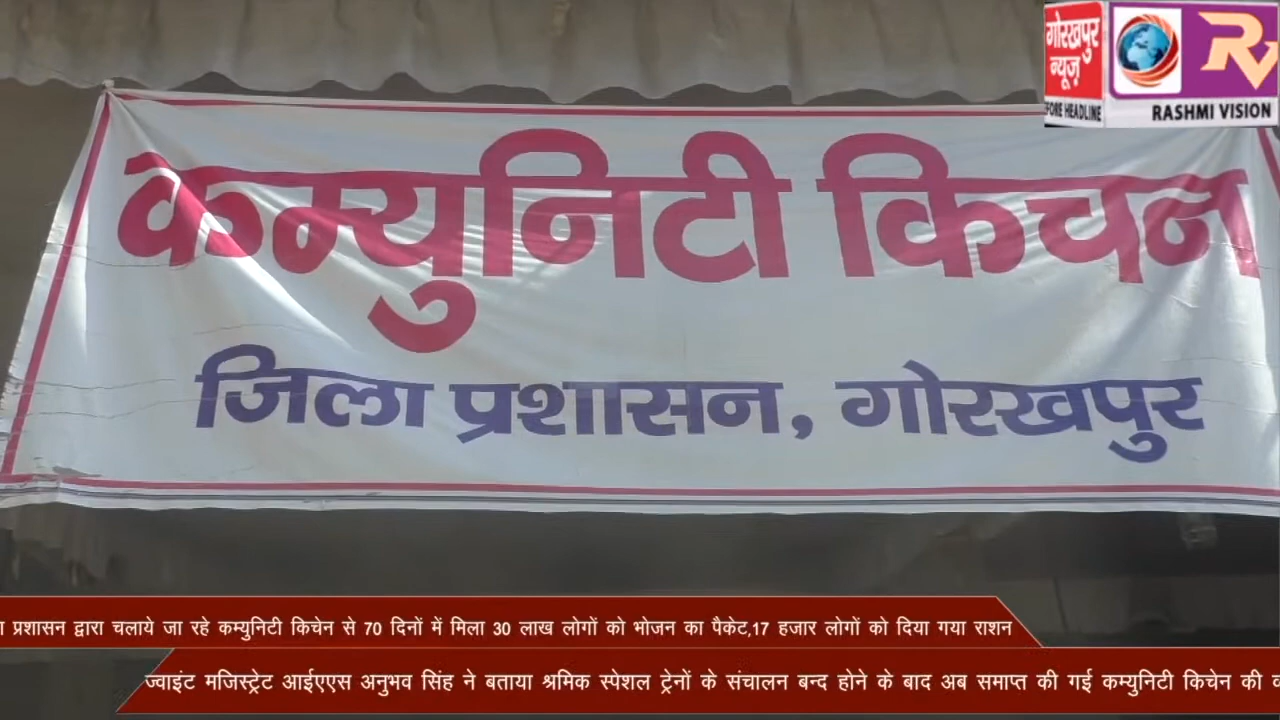 गोरखपुर
न्यूज़
RASHMI VISION
केम्युनिटी किचन
जिला प्रशासन, गोरखपुर
प्रशासन द्वारा चलाये जा रहे कम्युनिटी किचेन से 70 दिनों में मिला 30 लाख लोगों को भोजन का पैकेट,17 हजार लोगों को दिया गया राशन
ज्वाइंट मजिस्ट्रेट आईएएस अनुभव सिंह ने बताया श्रमिक स्पेशल ट्रेनों के संचालन बन्द होने के बाद अब समाप्त की गई कम्युनिटी किचेन की